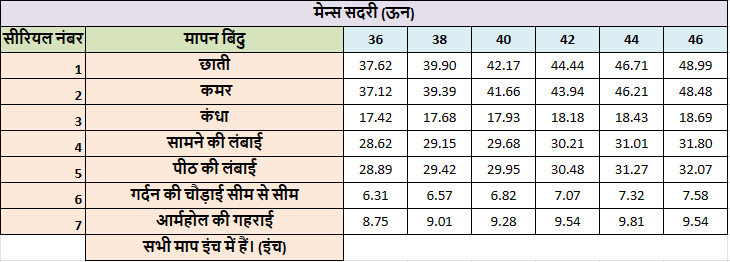 मेन्स सदरी (ऊन)
सीरियल नंबर मापन बिंदु 36 38 40 42 44 46
1 छाती 37.62 39.90 42.17 44.44 46.71 48.99
2 कमर 37.12 39.39 41.66 43.94 46.21 48.48
3 कंधा 17.42 17.68 17.93 18.18 18.43 18.69
4 सामने की लंबाई 28.62 29.15 29.68 30.21 31.01 31.80
5 पीठ की लंबाई 28.89 29.42 29.95 30.48 31.27 32.07
6 गर्दन की चौड़ाई सीम से सीम 6.31 6.57 6.82 7.07 7.32 7.58
7 आर्महोल की गहराई 8.75 9.01 9.28 9.54 9.81 9.54
सभी माप इंच में हैं। (इंच)